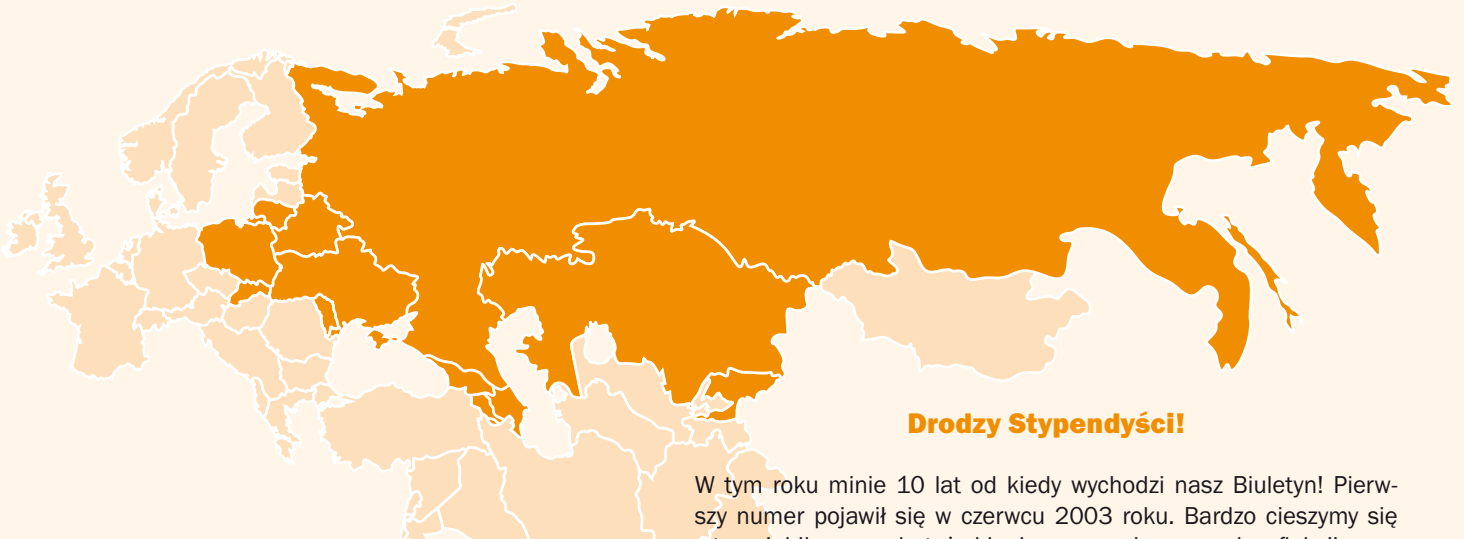 Drodzy Stypendyści!
W tym roku minie 10 lat od kiedy wychodzi nasz Biuletyn! Pierw-
szy numer pojawił się w czerwcu 2003 roku. Bardzo cieszymy się